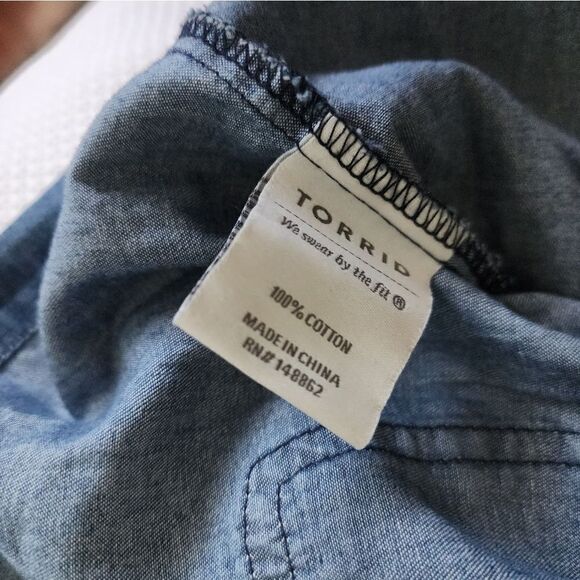 TORRID
We swear by the fit®
100% COTTON
MADE IN CHINA
RN# 148862